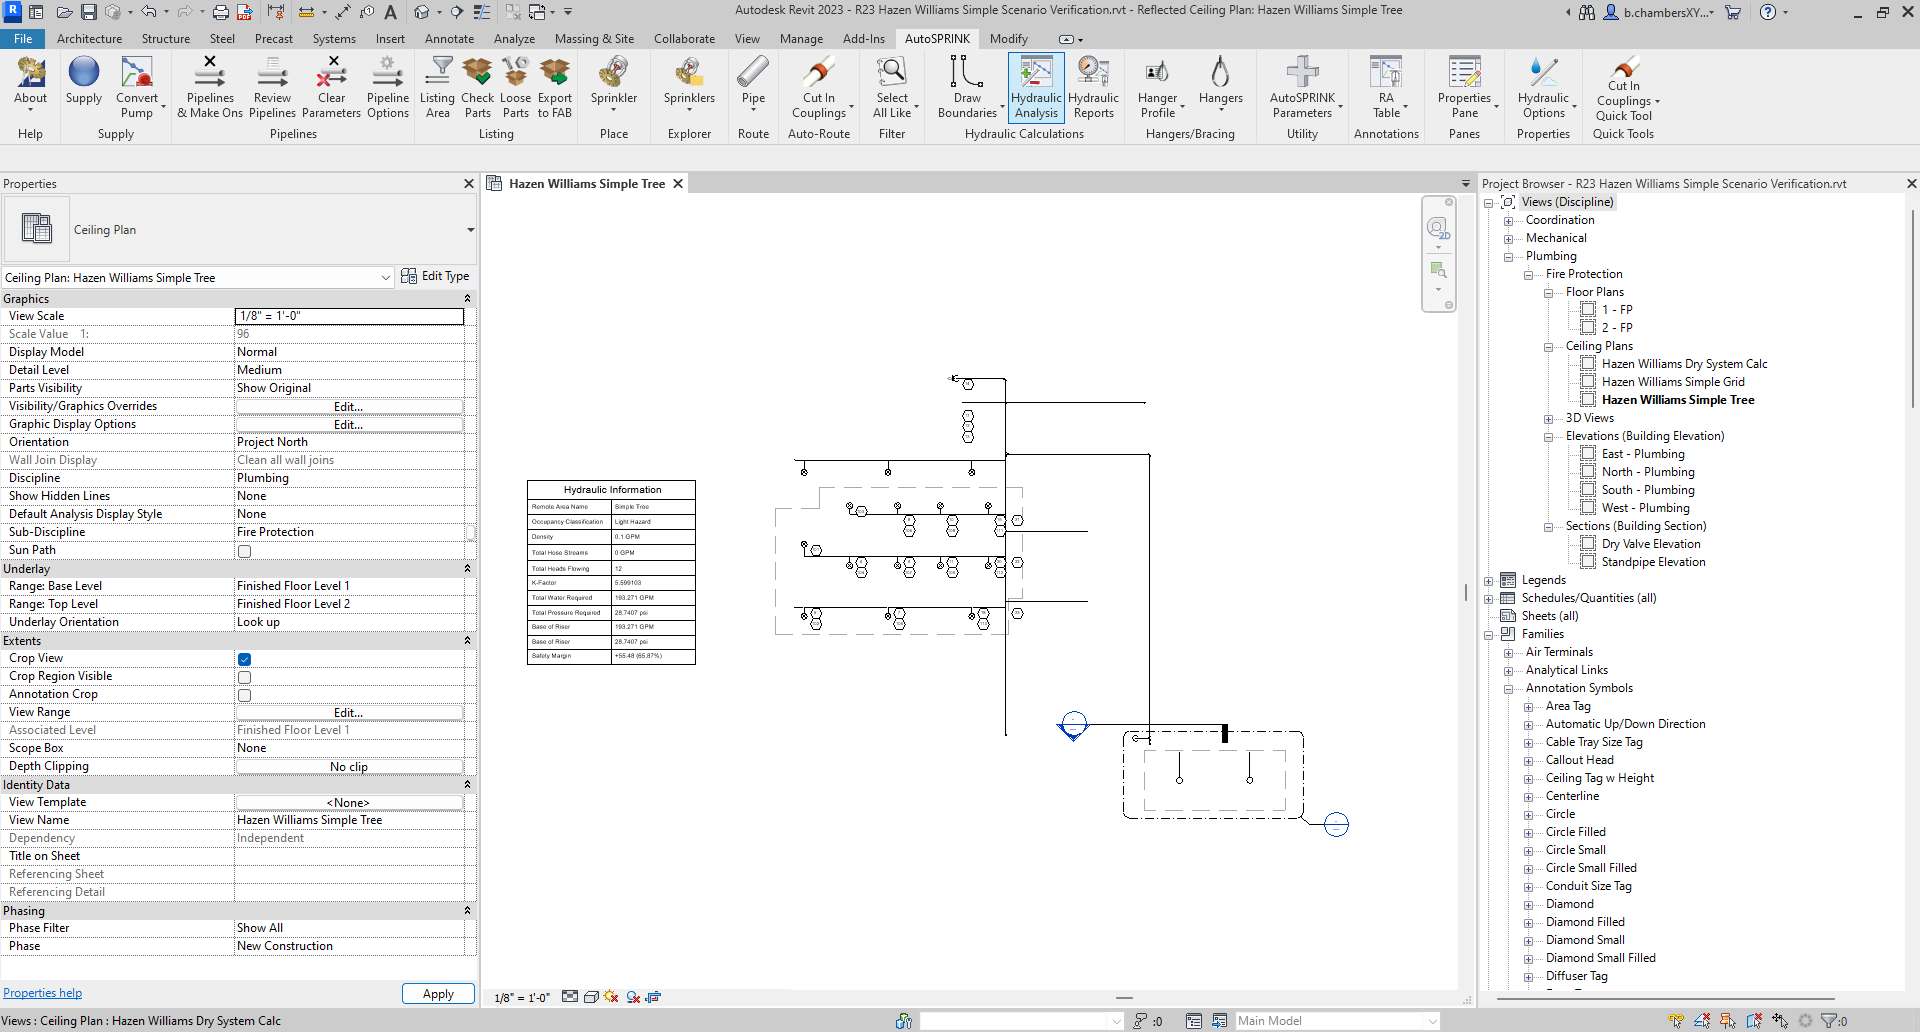 Autodesk Revit 2023 - R23 Hazen Williams Simple Scenario Verification.rvt - Reflected Ceiling Plan: Hazen Williams Simple Tree
b.chambersXY...
File Architecture Structure Steel Precast Systems Insert Annotate Analyze Massing & Site Collaborate View Manage Add-Ins AutoSPRINK Modify
About
Supply
Convert Pump
Pipelines & Make Ons
Review Pipelines
Clear Parameters
Pipeline Options
Listing Area
Check Parts
Loose Parts
Export to FAB
Sprinkler
Sprinklers
Pipe
Cut In Couplings
Select All Like
Draw Boundaries
Hydraulic Analysis
Hydraulic Reports
Hanger Profile
Hangers
AutoSPRINK Parameters
RA Table
Properties Pane
Hydraulic Options
Cut In Couplings Quick Tool
Help Supply Pipelines Listing Place Explorer Route Auto-Route Filter Hydraulic Calculations Hangers/Bracing Utility Annotations Panes Properties Quick Tools
Properties
Ceiling Plan
Ceiling Plan: Hazen Williams Simple Tree Edit Type
Graphics
View Scale 1/8" = 1'-0"
Scale Value 1: 96
Display Model Normal
Detail Level Medium
Parts Visibility Show Original
Visibility/Graphics Overrides Edit...
Graphic Display Options Edit...
Orientation Project North
Wall Join Display Clean all wall joins
Discipline Plumbing
Show Hidden Lines None
Default Analysis Display Style None
Sub-Discipline Fire Protection
Sun Path
Underlay
Range: Base Level Finished Floor Level 1
Range: Top Level Finished Floor Level 2
Underlay Orientation Look up
Extents
Crop View
Crop Region Visible
Annotation Crop
View Range Edit...
Associated Level Finished Floor Level 1
Scope Box None
Depth Clipping No clip
Identity Data
View Template <None>
View Name Hazen Williams Simple Tree
Dependency Independent
Title on Sheet
Referencing Sheet
Referencing Detail
Phasing
Phase Filter Show All
Phase New Construction
Properties help Apply
Hazen Williams Simple Tree
2D
Hydraulic Information
Remote Area Name Simple Tree
Occupancy Classification Light Hazard
Density 0.1 GPM
Total Hose Streams 0 GPM
Total Heads Flowing 12
K-Factor 5.599103
Total Water Required 193.271 GPM
Total Pressure Required 28.7407 psi
Base of Riser 193.271 GPM
Base of Riser 28.7407 psi
Safety Margin +55.48 (65.87%)
1/8" = 1'-0"
Project Browser - R23 Hazen Williams Simple Scenario Verification.rvt
Views (Discipline)
Coordination
Mechanical
Plumbing
Fire Protection
Floor Plans
1 - FP
2 - FP
Ceiling Plans
Hazen Williams Dry System Calc
Hazen Williams Simple Grid
Hazen Williams Simple Tree
3D Views
Elevations (Building Elevation)
East - Plumbing
North - Plumbing
South - Plumbing
West - Plumbing
Sections (Building Section)
Dry Valve Elevation
Standpipe Elevation
Legends
Schedules/Quantities (all)
Sheets (all)
Families
Air Terminals
Analytical Links
Annotation Symbols
Area Tag
Automatic Up/Down Direction
Cable Tray Size Tag
Callout Head
Ceiling Tag w Height
Centerline
Circle
Circle Filled
Circle Small
Circle Small Filled
Conduit Size Tag
Diamond
Diamond Filled
Diamond Small
Diamond Small Filled
Diffuser Tag
Views : Ceiling Plan : Hazen Williams Dry System Calc :0 Main Model :0